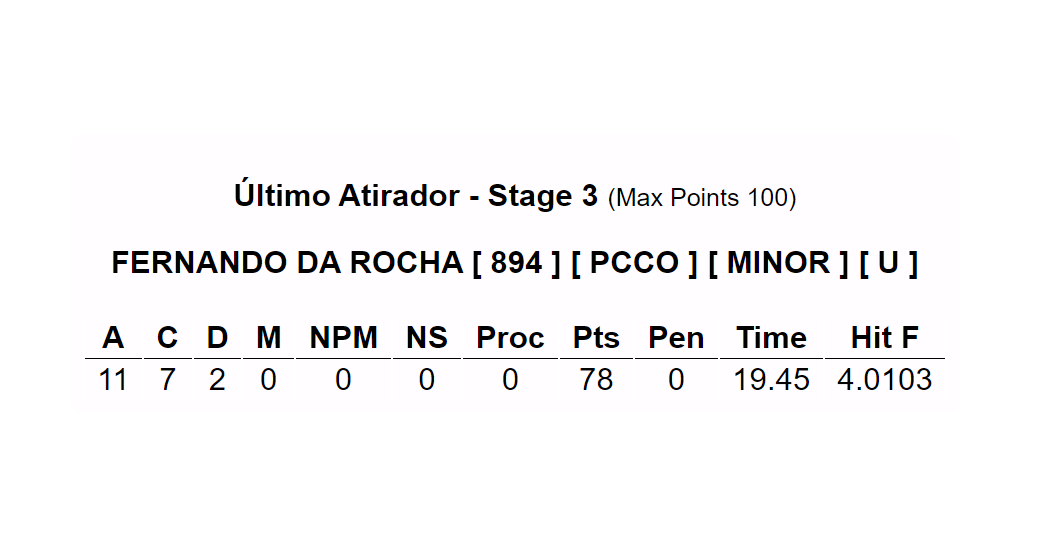 Último Atirador - Stage 3 (Max Points 100)
FERNANDO DA ROCHA [ 894 ] [ PCCO ] [ MINOR ] [ U ]
A C D M NPM NS Proc Pts Pen Time Hit F
11 7 2 0 0 0 0 78 0 19.45 4.0103